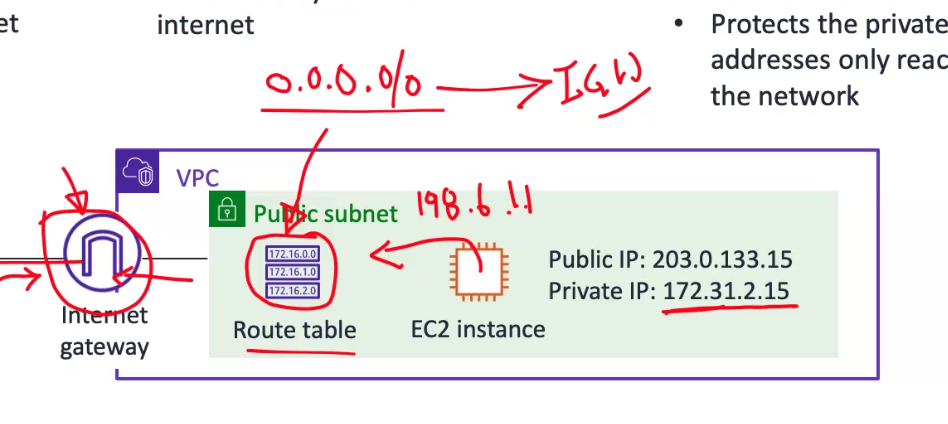 et
internet
• Protects the private
addresses only reac
the network
0.0.0.0/0 → IGW
VPC
Public subnet
198.6.1.1
172.16.0.0
172.16.1.0
172.16.2.0
Public IP: 203.0.133.15
Private IP: 172.31.2.15
Internet
gateway
Route table
EC2 instance